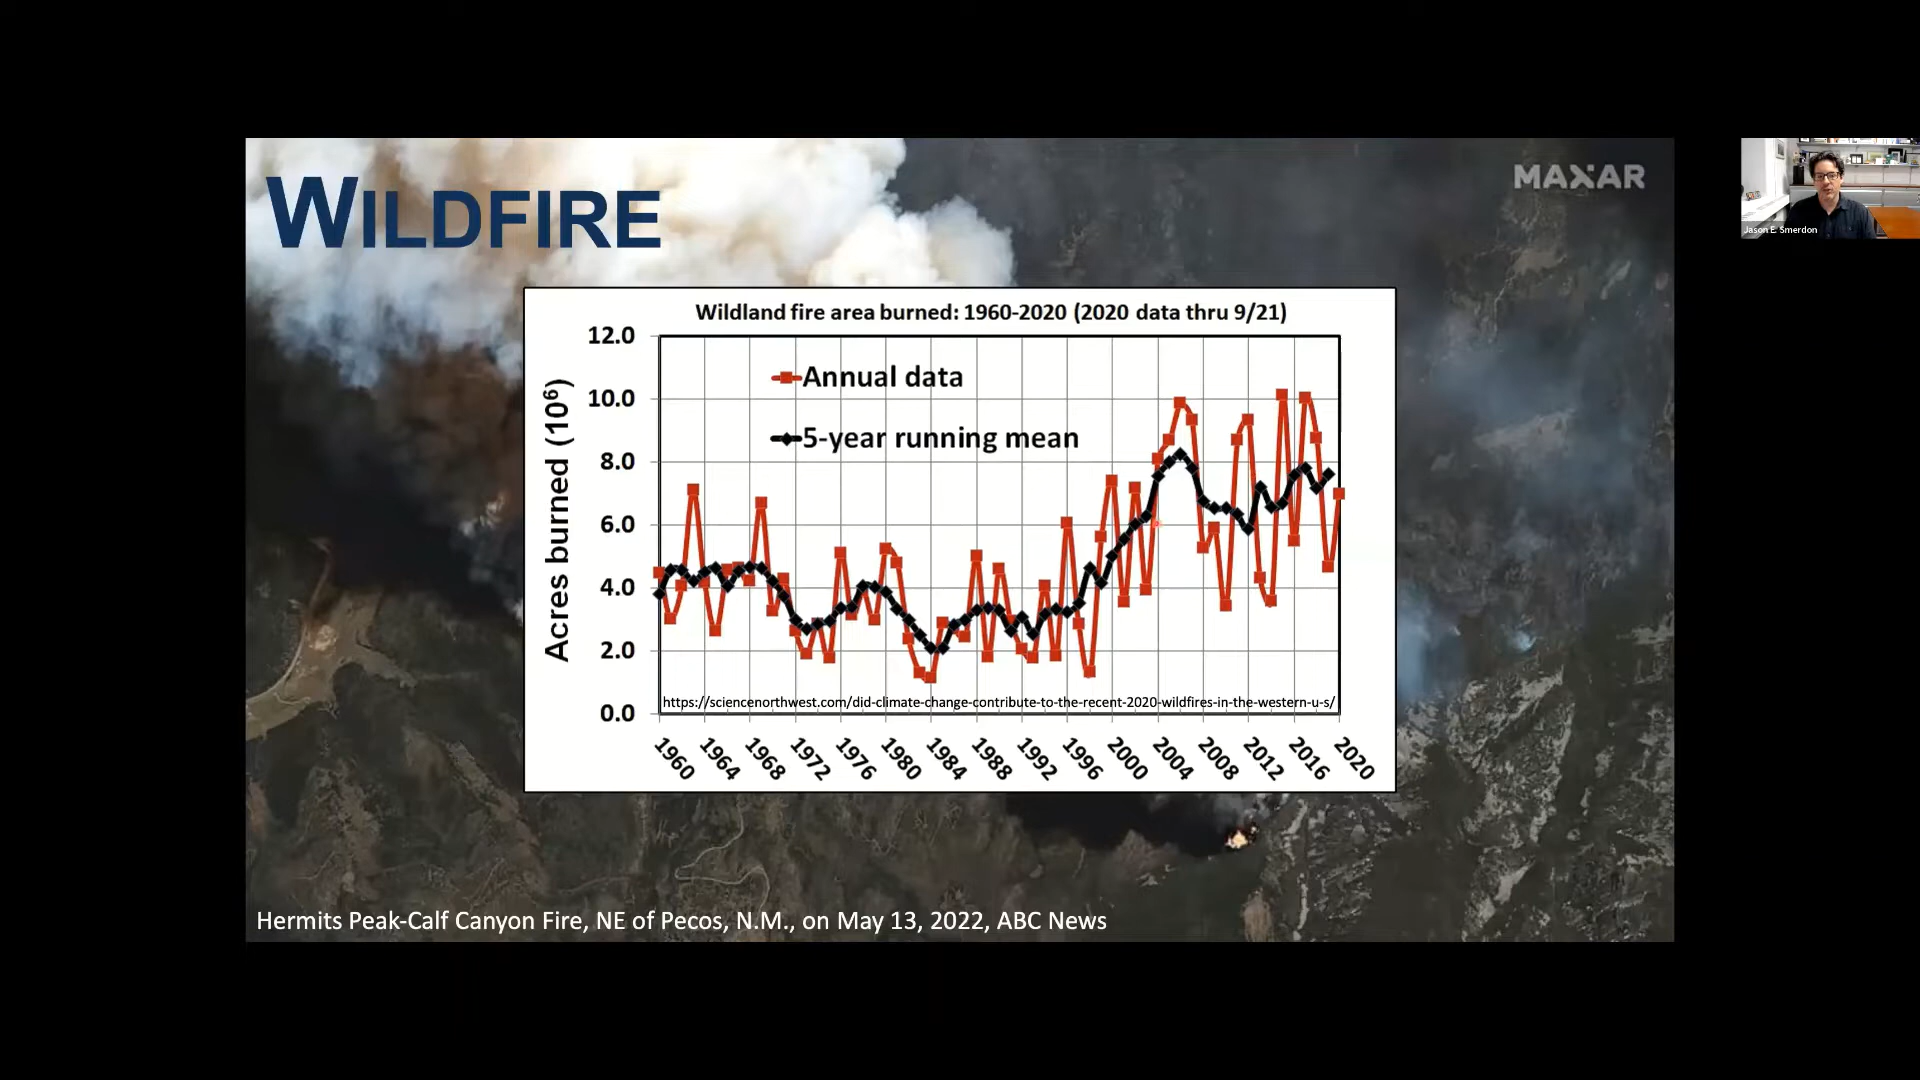 WILDFIRE
MAXAR
Jason E. Smerdon
Wildland fire area burned: 1960-2020 (2020 data thru 9/21)
Acres burned (10⁶)
12.0
10.0
8.0
6.0
4.0
2.0
0.0
Annual data
5-year running mean
https://sciencenorthwest.com/did-climate-change-contribute-to-the-recent-2020-wildfires-in-the-western-u-s/
1960 1964 1968 1972 1976 1980 1984 1988 1992 1996 2000 2004 2008 2012 2016 2020
Hermits Peak-Calf Canyon Fire, NE of Pecos, N.M., on May 13, 2022, ABC News